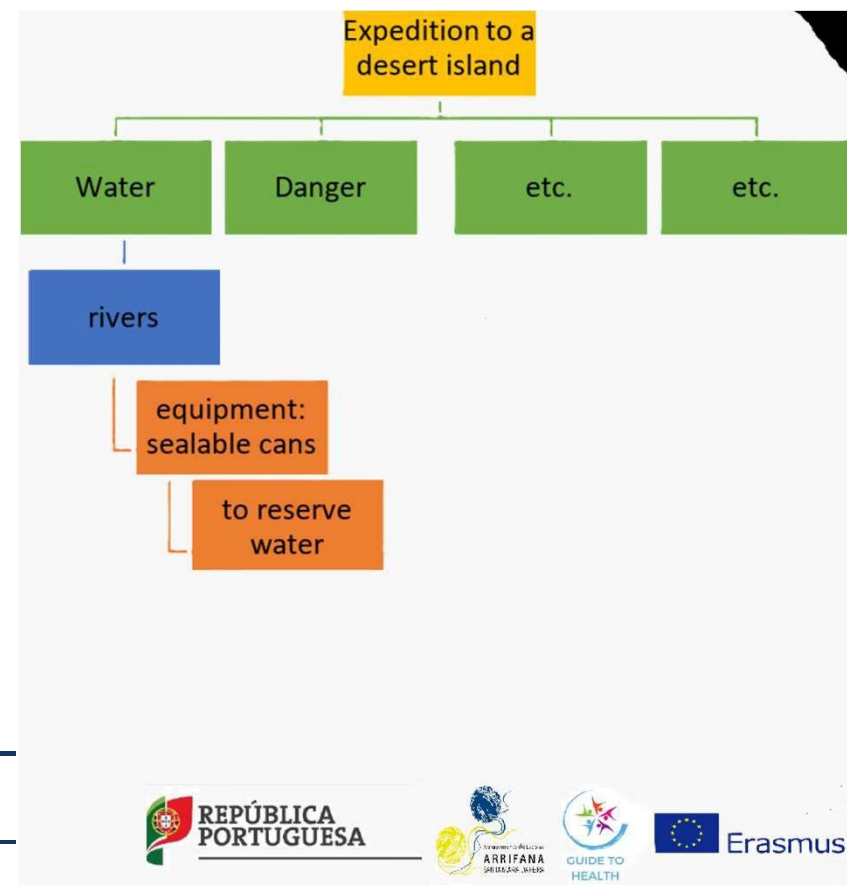 Expedition to a
desert island
Water
Danger
etc.
etc.
rivers
equipment:
sealable cans
to reserve
water
REPÚBLICA
PORTUGUESA
ARRIFANA
GUIDE TO
HEALTH
Erasmus